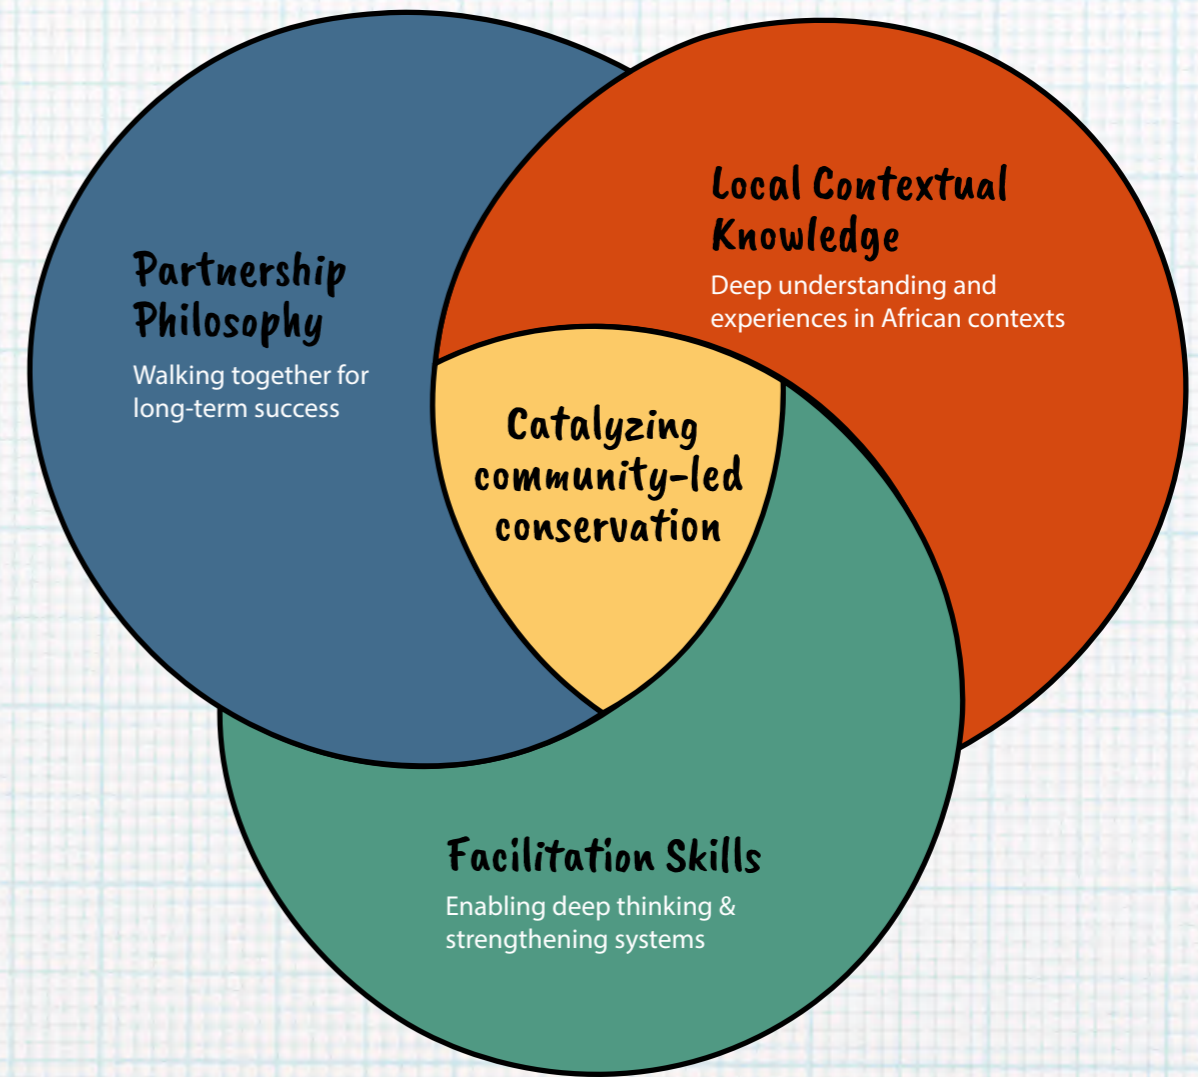 Partnership
Philosophy
Walking together for
long-term success
Local Contextual
Knowledge
Deep understanding and
experiences in African contexts
Catalyzing
community-led
conservation
Facilitation Skills
Enabling deep thinking &
strengthening systems